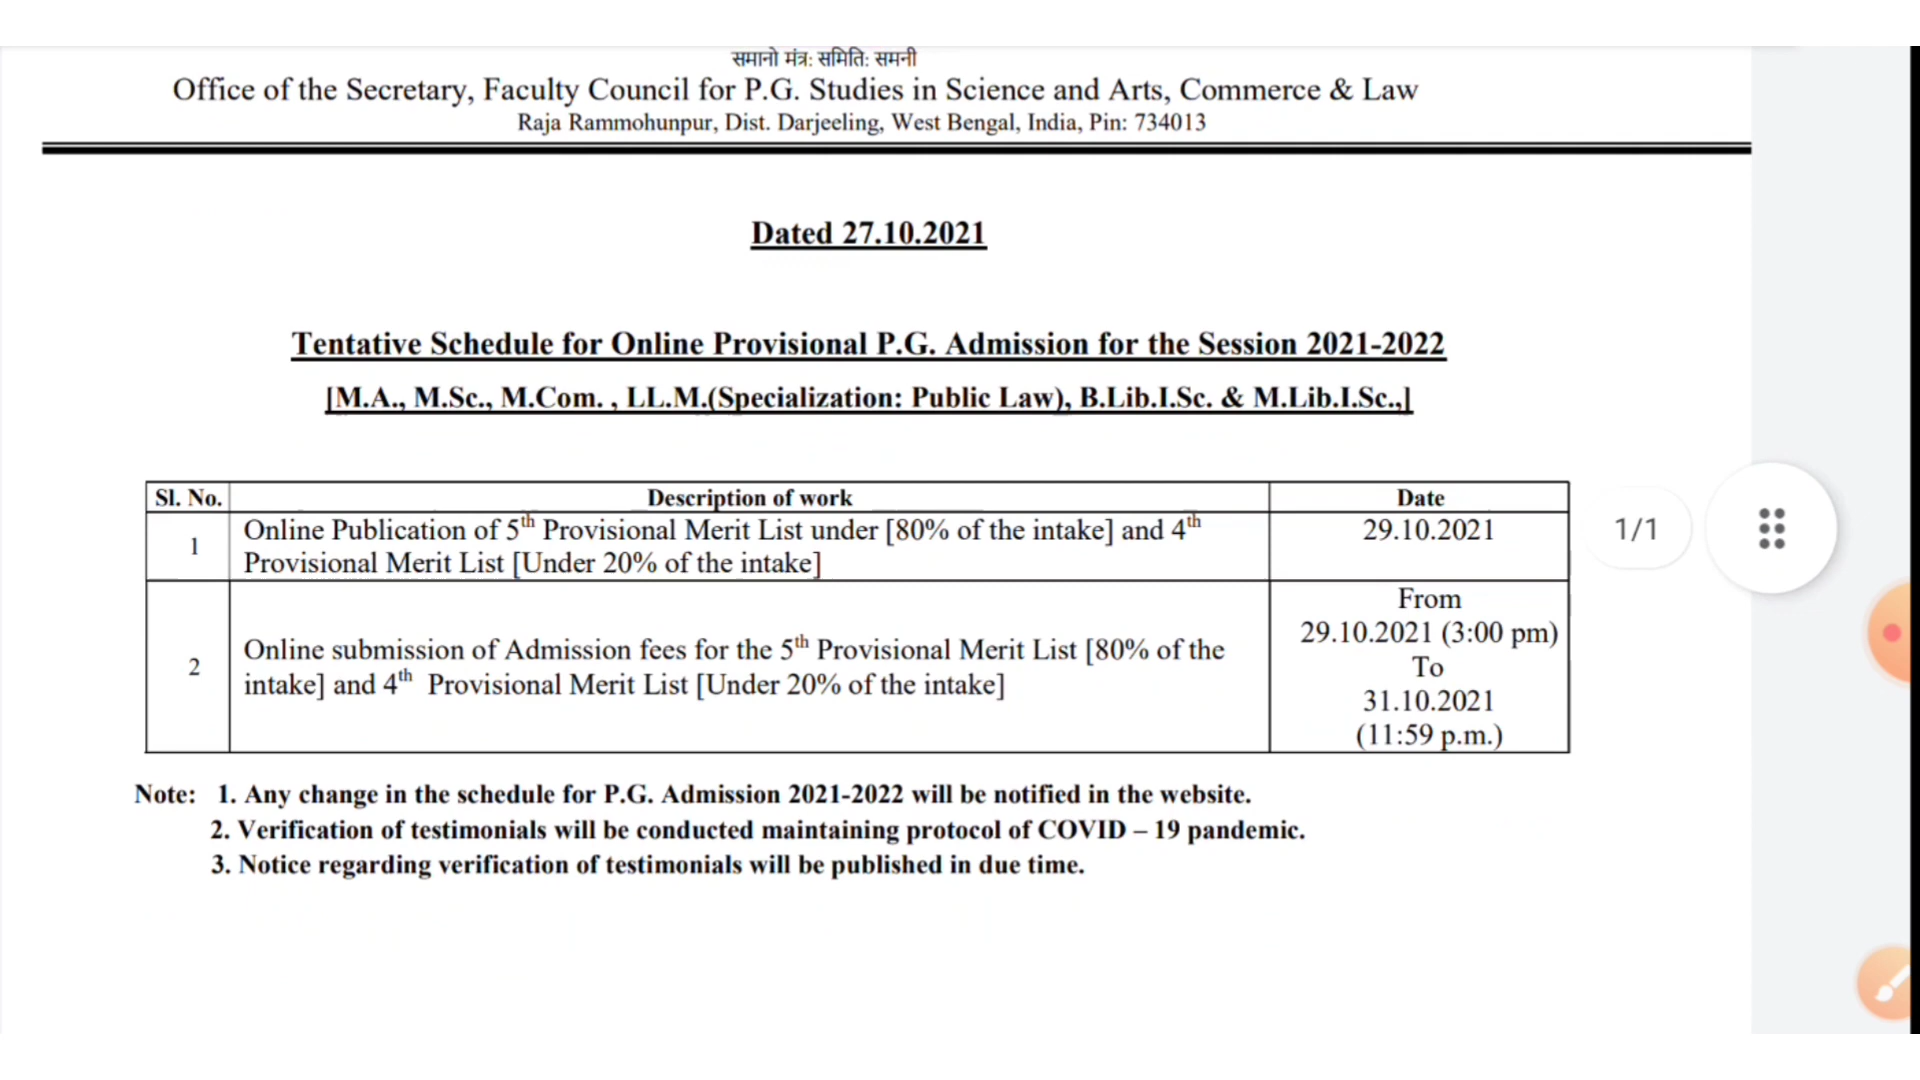 समानो मंत्र: समिति: समनी
Office of the Secretary, Faculty Council for P.G. Studies in Science and Arts, Commerce & Law
Raja Rammohunpur, Dist. Darjeeling, West Bengal, India, Pin: 734013
Dated 27.10.2021
Tentative Schedule for Online Provisional P.G. Admission for the Session 2021-2022
[M.A., M.Sc., M.Com. , LL.M.(Specialization: Public Law), B.Lib.I.Sc. & M.Lib.I.Sc.,]
Sl. No. Description of work Date
1 Online Publication of 5th Provisional Merit List under [80% of the intake] and 4th 29.10.2021
Provisional Merit List [Under 20% of the intake]
2 Online submission of Admission fees for the 5th Provisional Merit List [80% of the
intake] and 4th Provisional Merit List [Under 20% of the intake]
From
29.10.2021 (3:00 pm)
To
31.10.2021
(11:59 p.m.)
1/1
Note: 1. Any change in the schedule for P.G. Admission 2021-2022 will be notified in the website.
2. Verification of testimonials will be conducted maintaining protocol of COVID – 19 pandemic.
3. Notice regarding verification of testimonials will be published in due time.